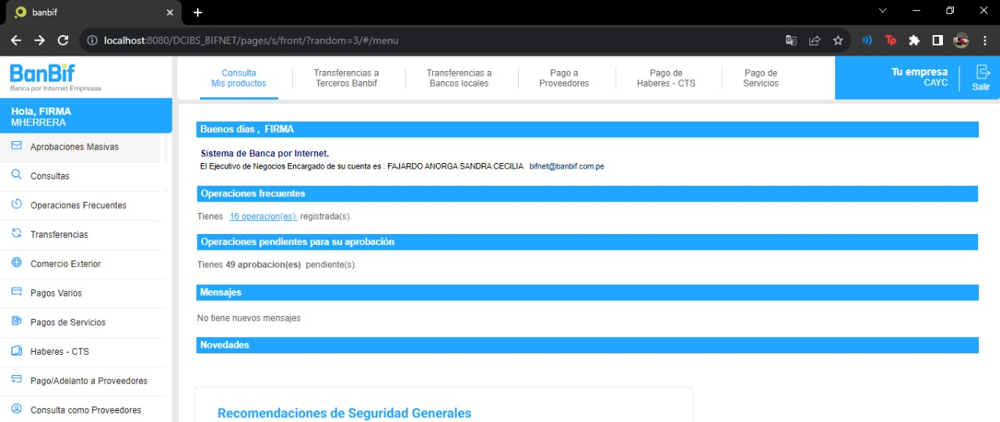 banbif
localhost:8080/DCIBS_BIFNET/pages/s/front/?random=3/#/menu
Tp
BanBif
Banca por Internet Empresas
Consulta
Mis productos
Transferencias a
Terceros Banbif
Transferencias a
Bancos locales
Pago a
Proveedores
Pago de
Haberes - CTS
Pago de
Servicios
Tu empresa
CAYC
Salir
Hola, FIRMA
MHERRERA
Aprobaciones Masivas
Consultas
Operaciones Frecuentes
Transferencias
Comercio Exterior
Pagos Varios
Pagos de Servicios
Haberes - CTS
Pago/Adelanto a Proveedores
Consulta como Proveedores
Buenos días , FIRMA
Sistema de Banca por Internet.
El Ejecutivo de Negocios Encargado de su cuenta es : FAJARDO ANORGA SANDRA CECILIA bifnet@banbif.com.pe
Operaciones frecuentes
Tienes 16 operacion(es) registrada(s).
Operaciones pendientes para su aprobación
Tienes 49 aprobacion(es) pendiente(s).
Mensajes
No tiene nuevos mensajes
Novedades
Recomendaciones de Seguridad Generales